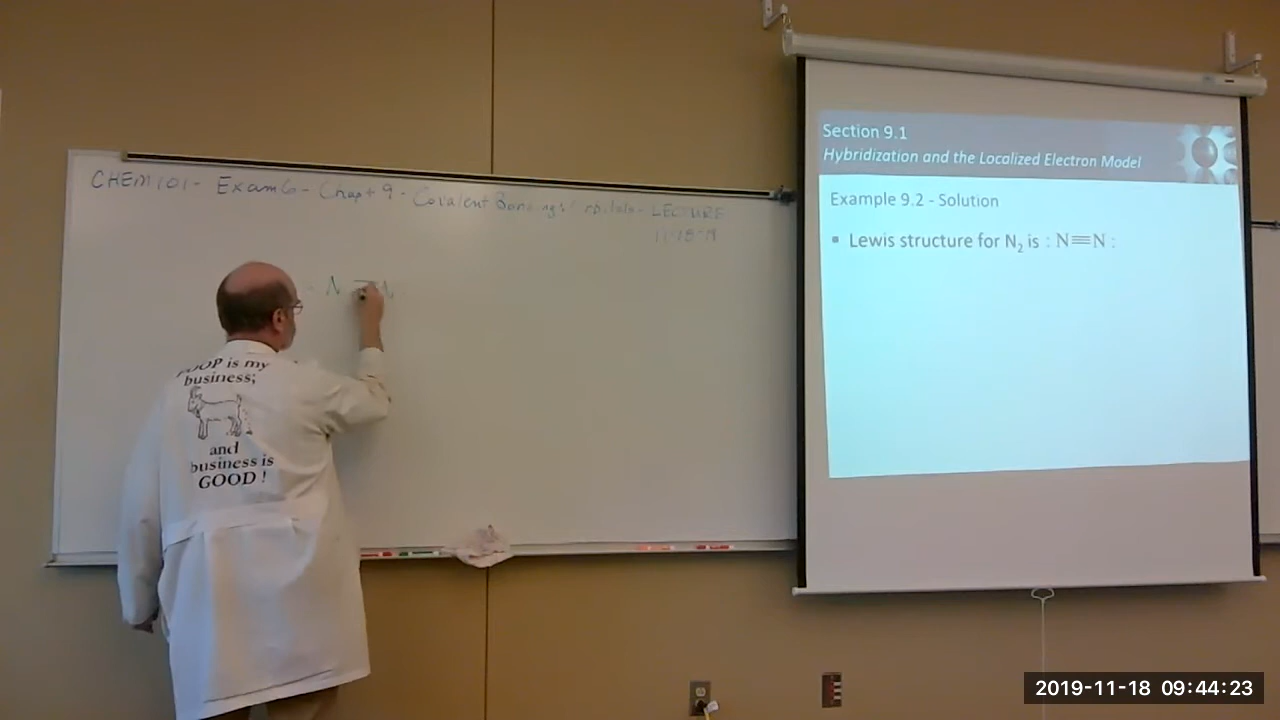 CHEM 101 - Exam 6 - Chapt 9 - Covalent Bonding: Orbitals - LECTURE
11-18-19
N N
POOP is my
business;
and
business is
GOOD!
Section 9.1
Hybridization and the Localized Electron Model
Example 9.2 - Solution
▪ Lewis structure for N₂ is : N≡N :
2019-11-18 09:44:23